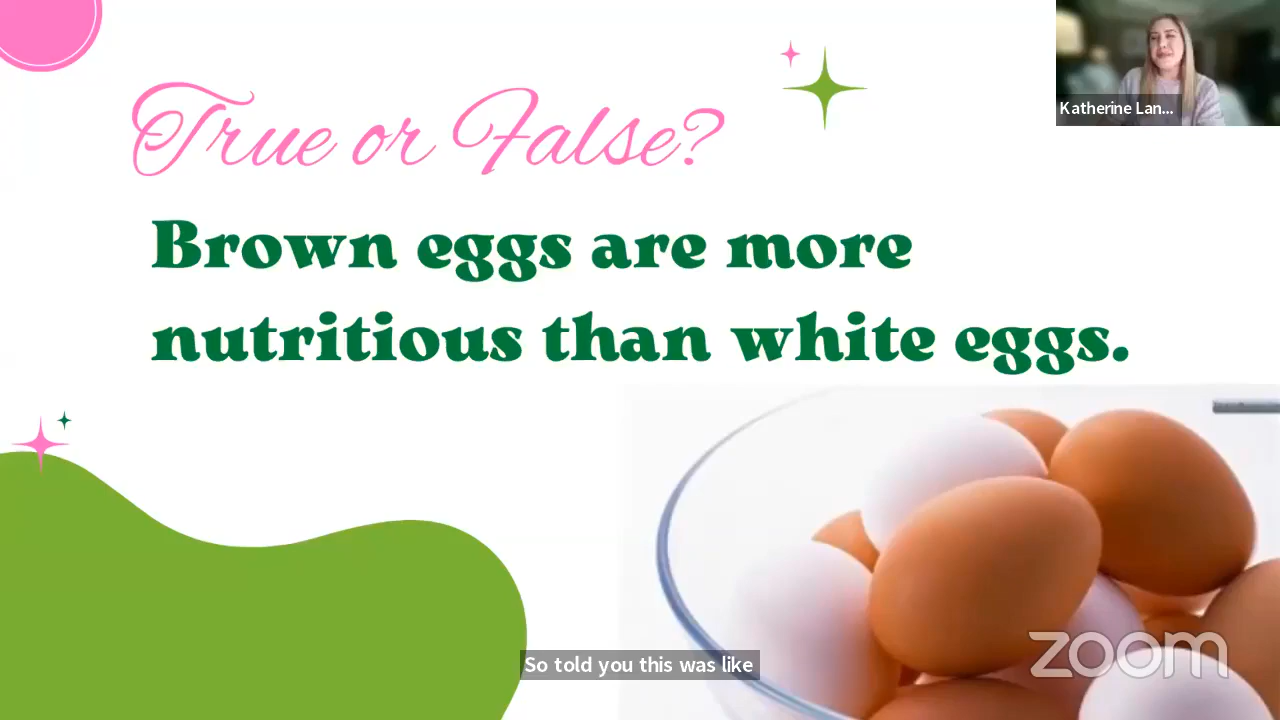 Katherine Lan...
True or False?
Brown eggs are more
nutritious than white eggs.
So told you this was like
zoom